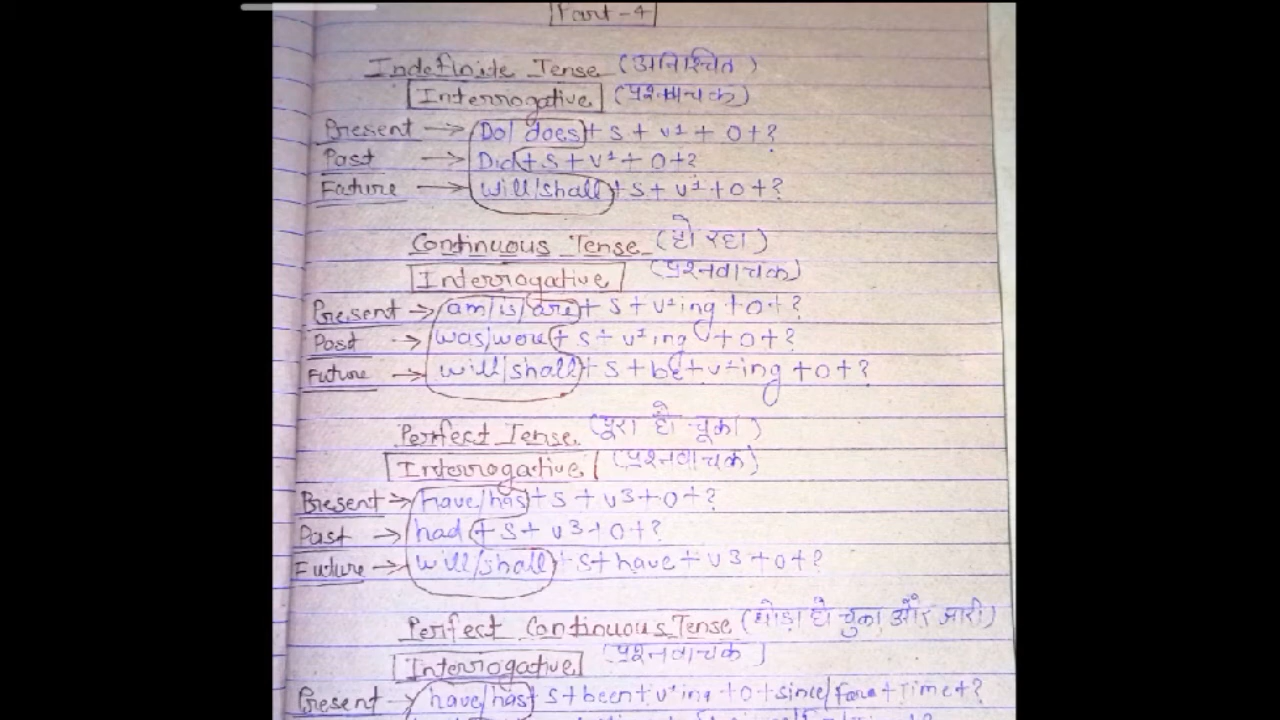 Part-4
Indefinite Tense (अनिश्चित)
Interrogative (प्रश्नवाचक)
Present → Do/does + S + v¹ + O + ?
Past → Did + S + v¹ + O + ?
Future → will/shall + S + v¹ + O + ?
Continuous Tense (हो रहा)
Interrogative (प्रश्नवाचक)
Present → am/is/are + S + v¹ing + O + ?
Past → was/were + S + v¹ing + O + ?
Future → will/shall + S + be + v¹ing + O + ?
Perfect Tense (पूरा हो चूका)
Interrogative (प्रश्नवाचक)
Present → have/has + S + v3 + O + ?
Past → had + S + v3 + O + ?
Future → will/shall + S + have + v3 + O + ?
Perfect Continuous Tense (थोड़ा हो चुका और जारी)
Interrogative (प्रश्नवाचक)
Present → have/has + S + been + v¹ing + O + since/ + Time + ?